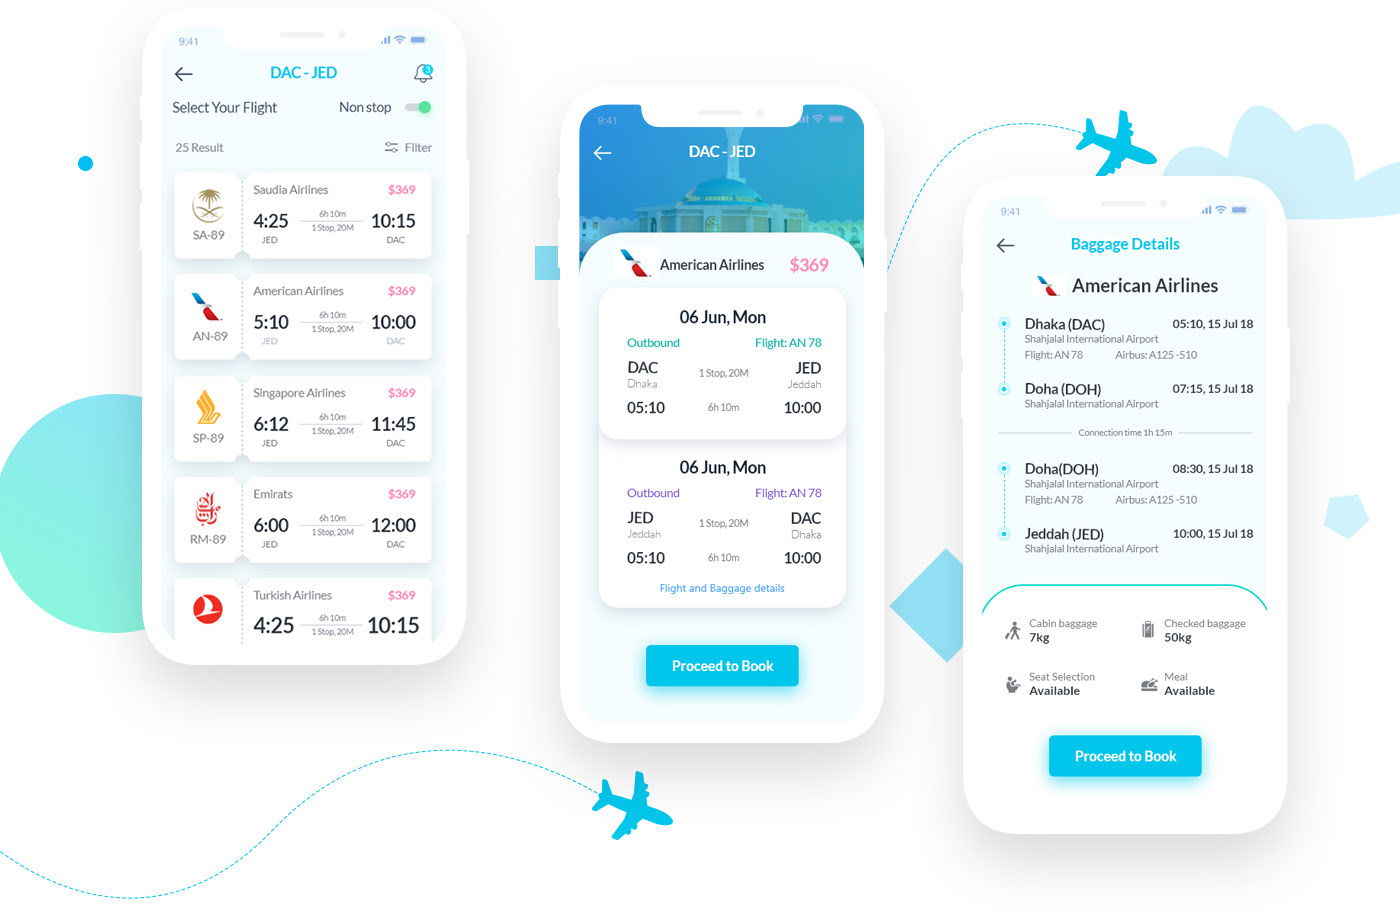 9:41
DAC - JED
3
Select Your Flight Non stop
25 Result Filter
Saudia Airlines $369
SA-89
4:25 6h 10m 10:15
1 Stop, 20M
JED DAC
American Airlines $369
AN-89
5:10 6h 10m 10:00
1 Stop, 20M
JED DAC
Singapore Airlines $369
SP-89
6:12 6h 10m 11:45
1 Stop, 20M
JED DAC
Emirats $369
RM-89
6:00 6h 10m 12:00
1 Stop, 20M
JED DAC
Turkish Airlines $369
4:25 6h 10m 10:15
1 Stop, 20M
9:41
DAC - JED
American Airlines $369
06 Jun, Mon
Outbound Flight: AN 78
DAC 1 Stop, 20M JED
Dhaka Jeddah
05:10 6h 10m 10:00
06 Jun, Mon
Outbound Flight: AN 78
JED 1 Stop, 20M DAC
Jeddah Dhaka
05:10 6h 10m 10:00
Flight and Baggage details
Proceed to Book
9:41
Baggage Details
American Airlines
Dhaka (DAC) 05:10, 15 Jul 18
Shahjalal International Airport
Flight: AN 78 Airbus: A125 -510
Doha (DOH) 07:15, 15 Jul 18
Shahjalal International Airport
Connection time 1h 15m
Doha(DOH) 08:30, 15 Jul 18
Shahjalal International Airport
Flight: AN 78 Airbus: A125 -510
Jeddah (JED) 10:00, 15 Jul 18
Shahjalal International Airport
Cabin baggage Checked baggage
7kg 50kg
Seat Selection Meal
Available Available
Proceed to Book